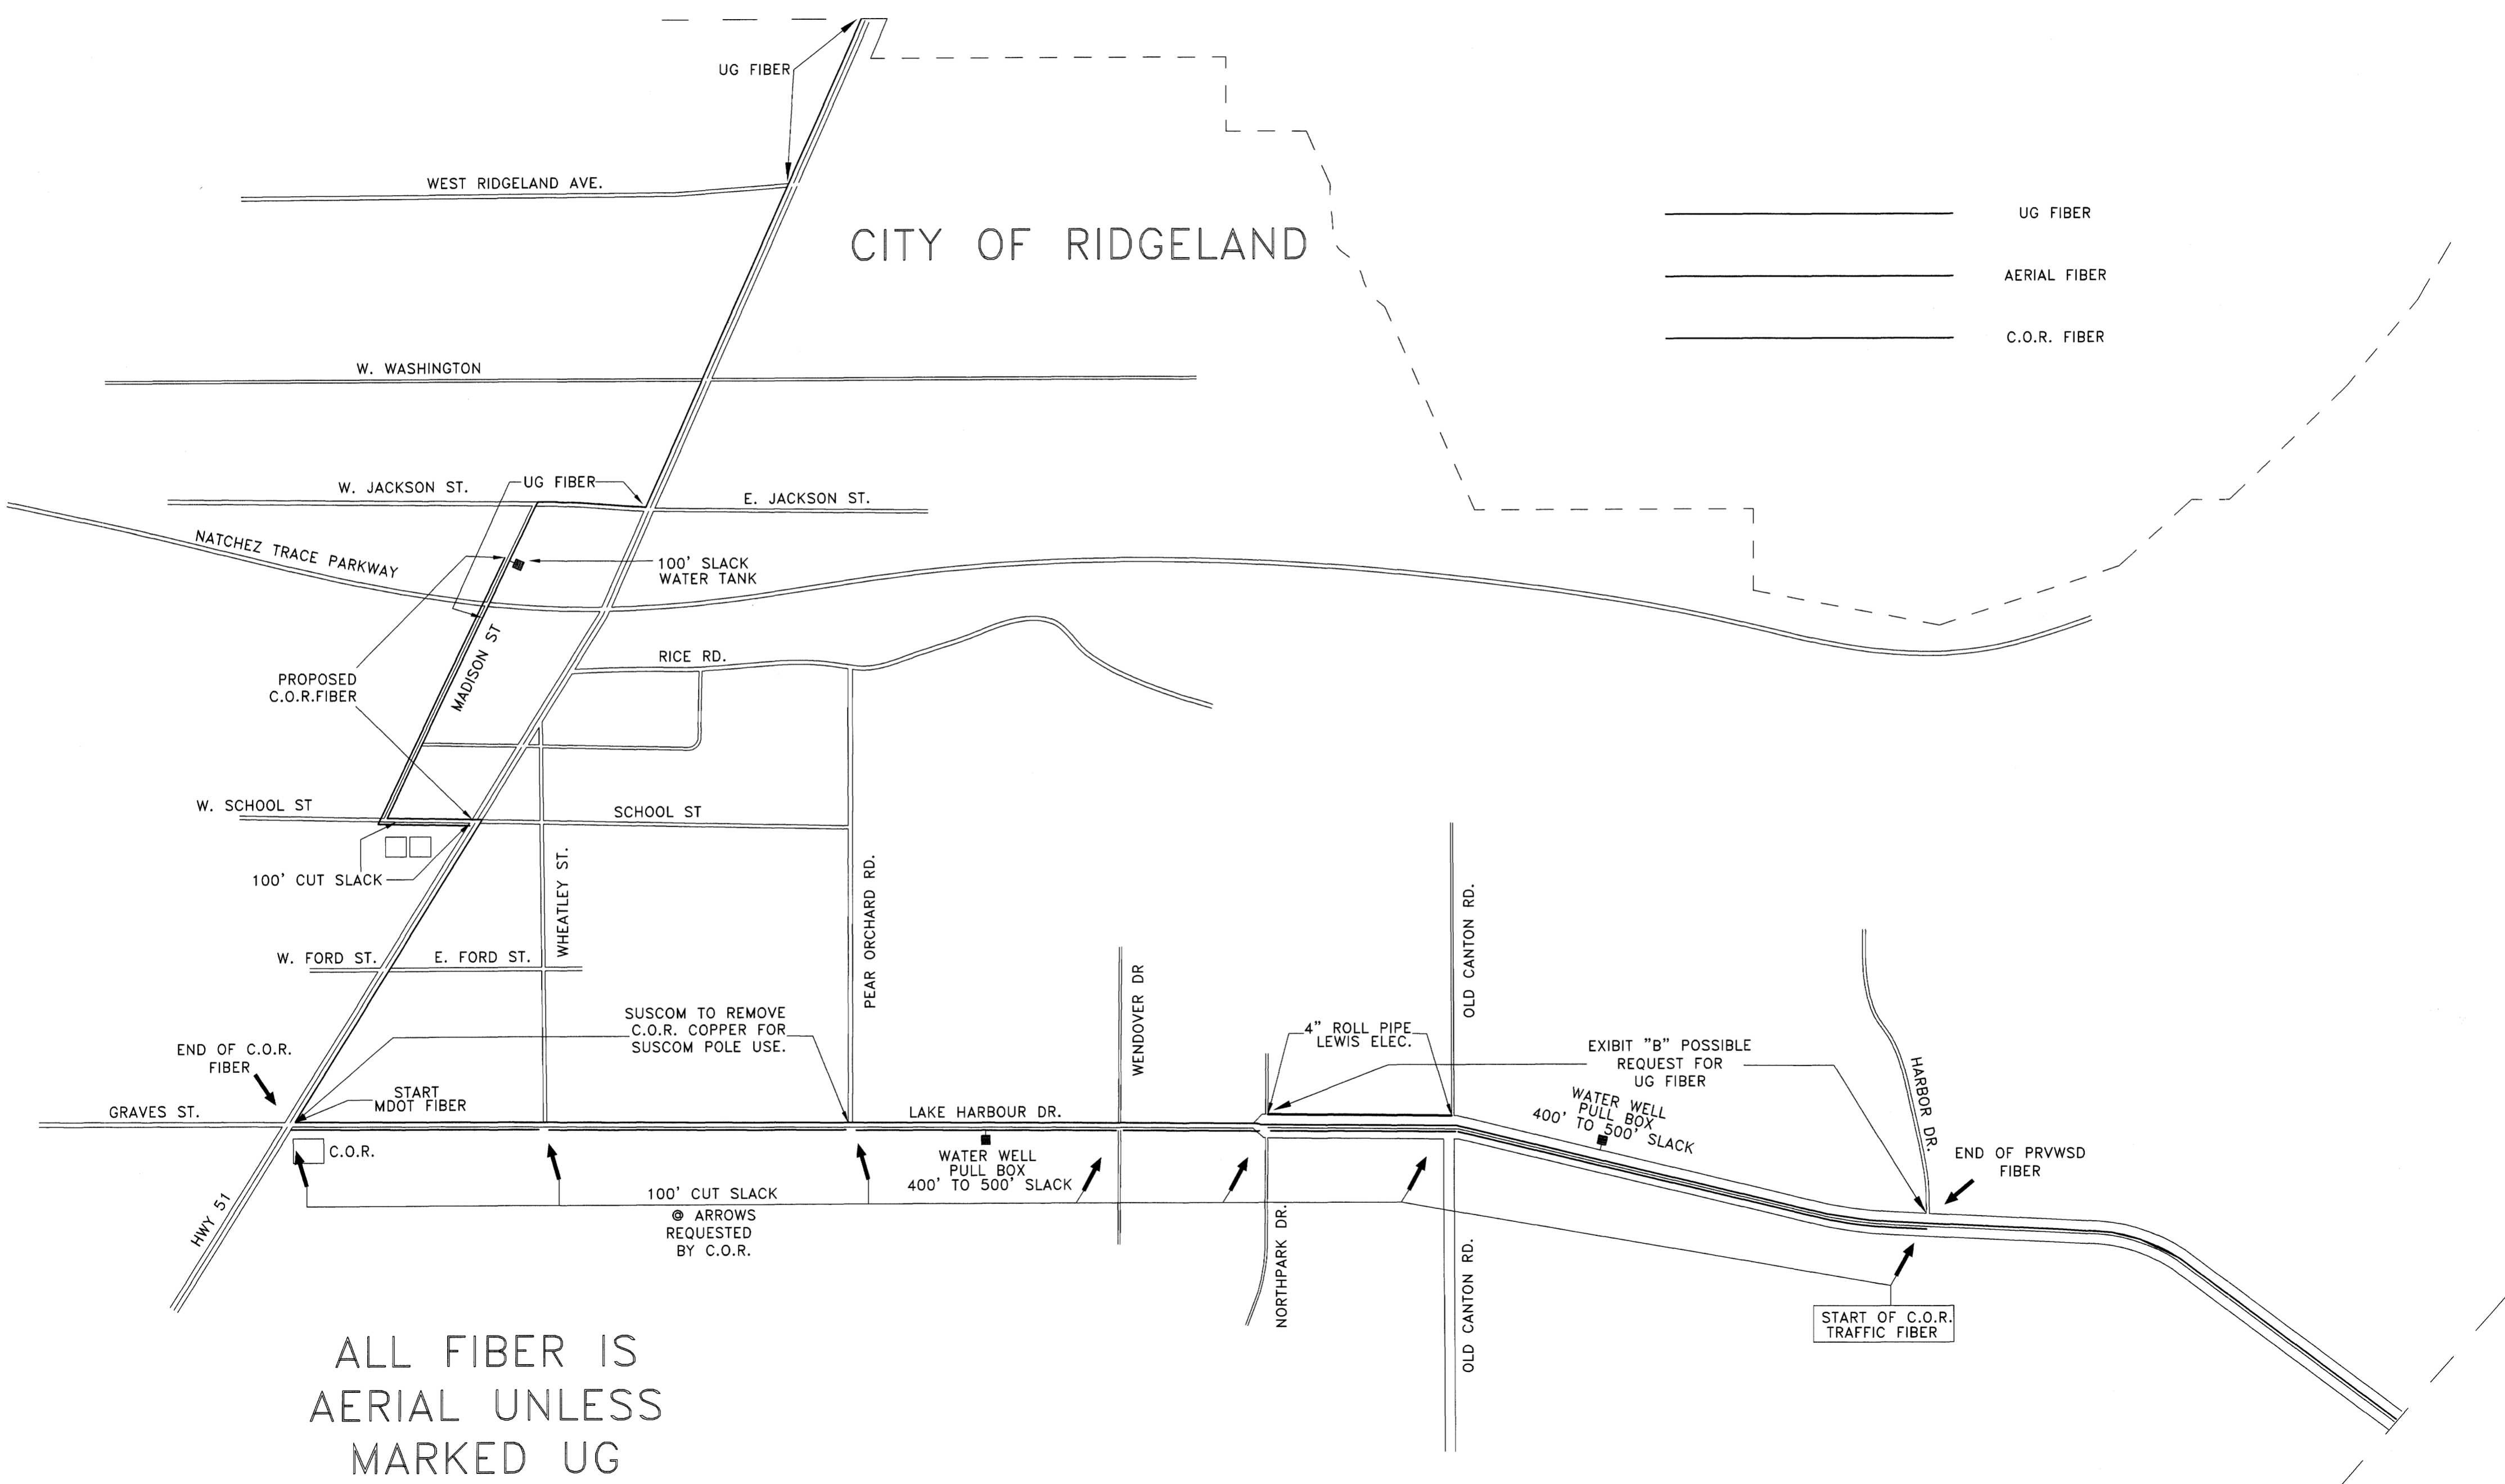 UG FIBER
WEST RIDGELAND AVE.
CITY OF RIDGELAND
UG FIBER
AERIAL FIBER
C.O.R. FIBER
W. WASHINGTON
W. JACKSON ST.
UG FIBER
E. JACKSON ST.
NATCHEZ TRACE PARKWAY
100' SLACK
WATER TANK
MADISON ST
RICE RD.
PROPOSED
C.O.R.FIBER
W. SCHOOL ST
SCHOOL ST
100' CUT SLACK
WHEATLEY ST.
PEAR ORCHARD RD.
W. FORD ST.
E. FORD ST.
WENDOVER DR
OLD CANTON RD.
SUSCOM TO REMOVE
C.O.R. COPPER FOR
SUSCOM POLE USE.
4" ROLL PIPE
LEWIS ELEC.
EXHIBIT "B" POSSIBLE
REQUEST FOR
UG FIBER
HARBOR DR.
END OF C.O.R.
FIBER
START
MDOT FIBER
GRAVES ST.
LAKE HARBOUR DR.
WATER WELL
PULL BOX
400' TO 500' SLACK
C.O.R.
WATER WELL
PULL BOX
400' TO 500' SLACK
END OF PRVWSD
FIBER
100' CUT SLACK
@ ARROWS
REQUESTED
BY C.O.R.
HWY 51
NORTHPARK DR.
OLD CANTON RD.
START OF C.O.R.
TRAFFIC FIBER
ALL FIBER IS
AERIAL UNLESS
MARKED UG